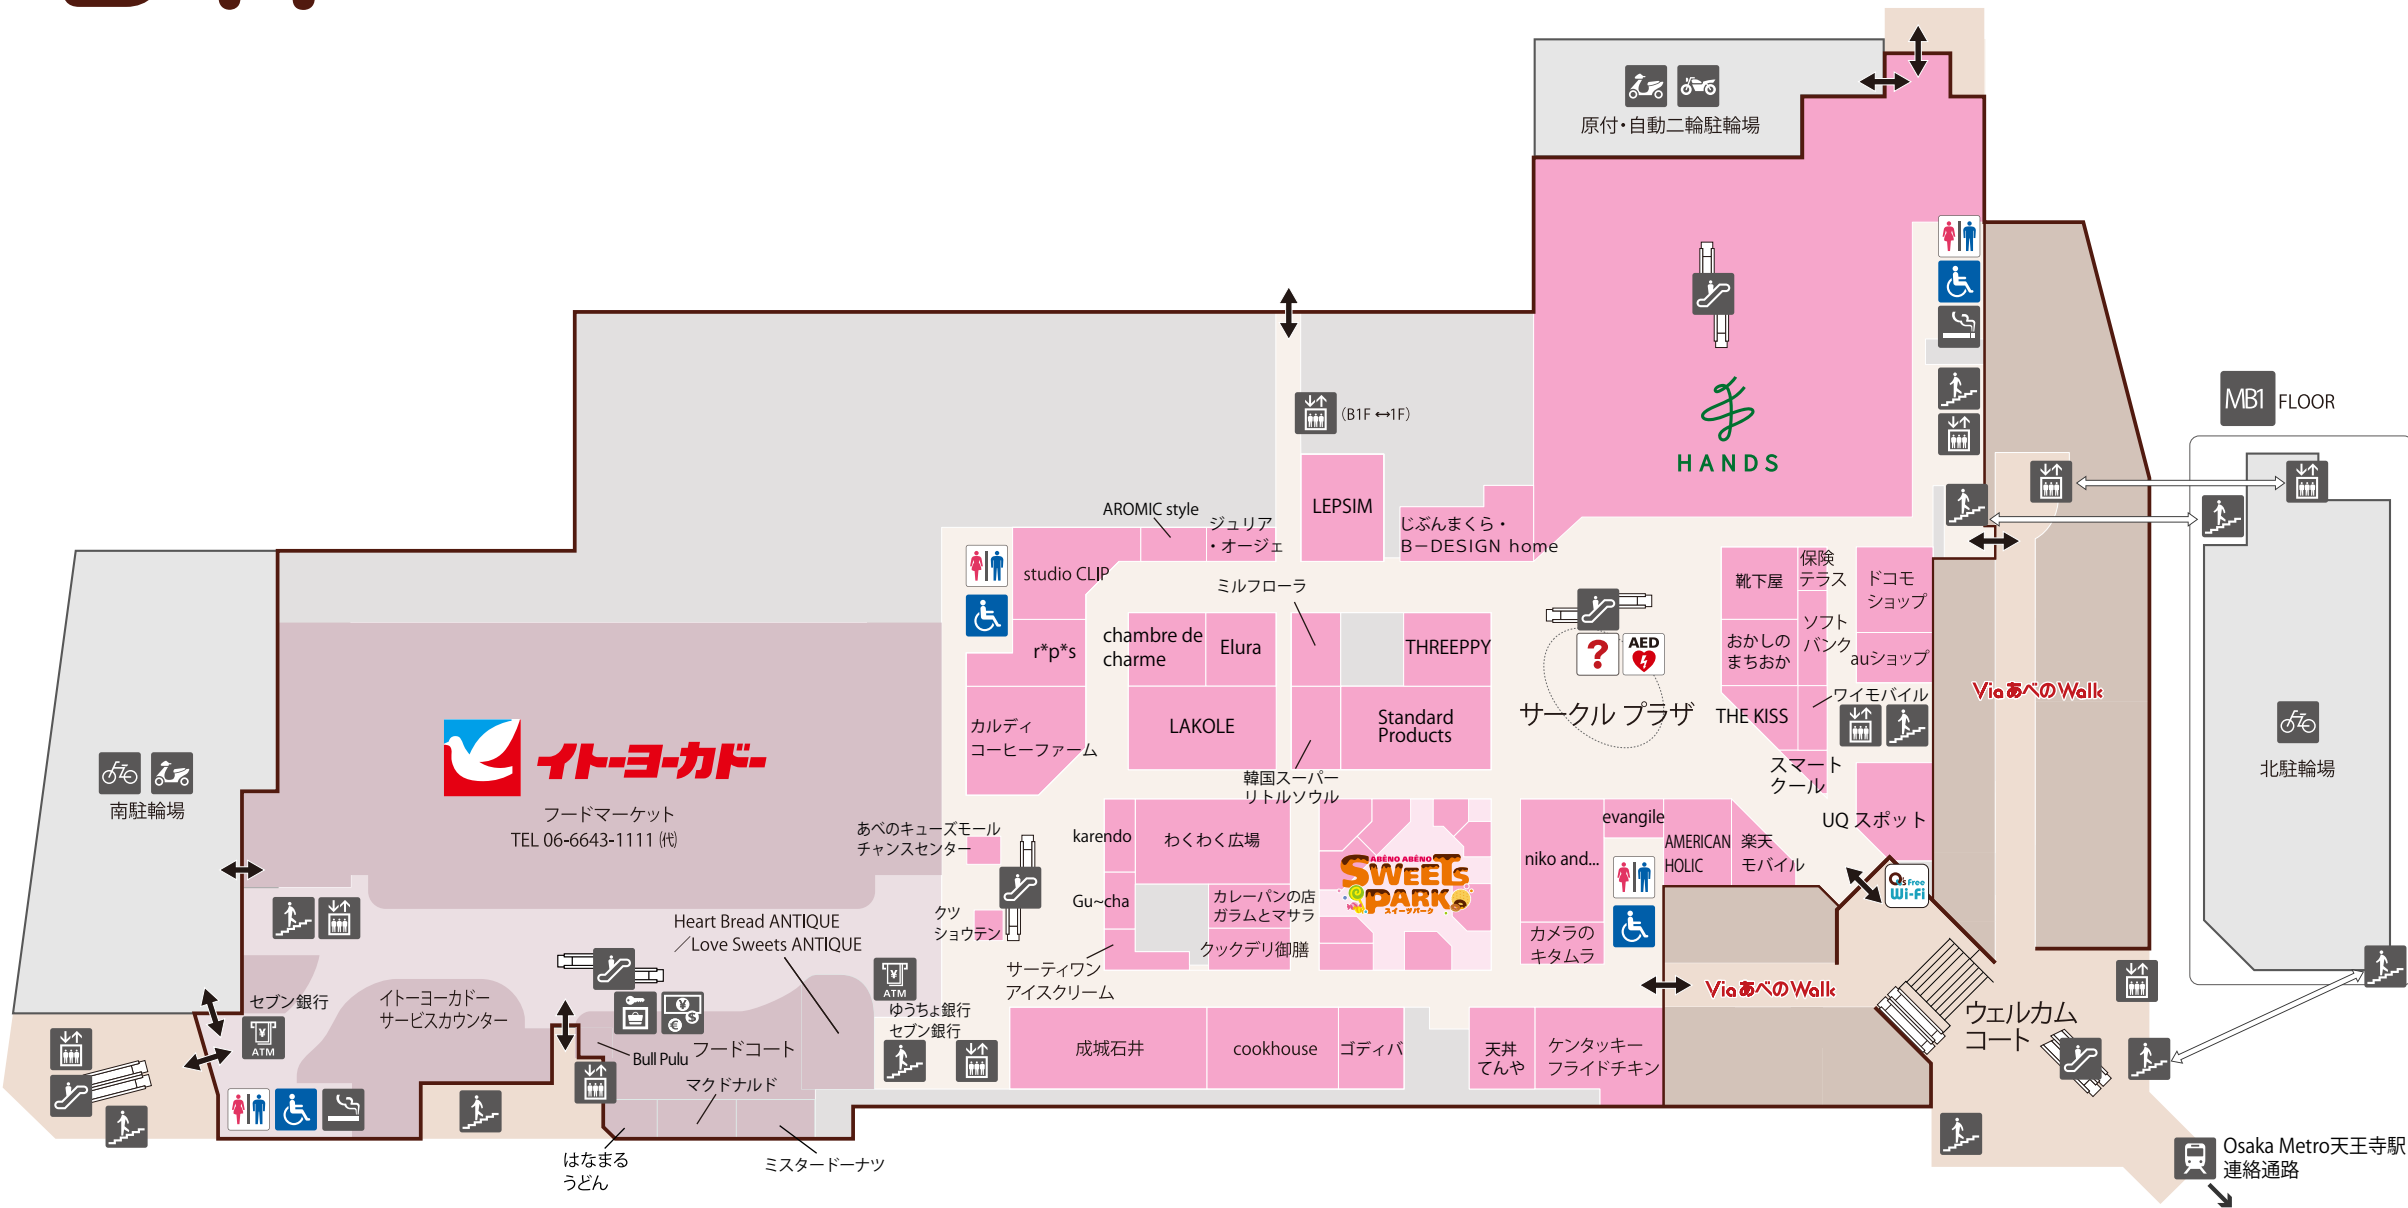 原付・自動二輪駐輪場
(B1F⇔1F)
HANDS
MB1 FLOOR
AROMIC style
ジュリア
・オージェ
LEPSIM
じぶんまくら・
B−DESIGN home
studio CLIP
ミルフローラ
靴下屋
保険
テラス
ドコモ
ショップ
r*p*s
chambre de
charme
Elura
THREEPPY
AED
おかしの
まちおか
ソフト
バンク
auショップ
Viaあべの Walk
カルディ
コーヒーファーム
LAKOLE
Standard
Products
サークル プラザ
THE KISS
ワイモバイル
イトーヨーカドー
フードマーケット
TEL 06-6643-1111 ㈹
南駐輪場
北駐輪場
韓国スーパー
リトルソウル
スマート
クール
UQ スポット
あべのキューズモール
チャンスセンター
karendo
わくわく広場
ABENO ABENO
SWEETS
PARK
スイーツパーク
evangile
niko and...
AMERICAN
HOLIC
楽天
モバイル
Q's Free
Wi-Fi
Gu~cha
カレーパンの店
ガラムとマサラ
クツ
ショウテン
Heart Bread ANTIQUE
／Love Sweets ANTIQUE
クックデリ御膳
カメラの
キタムラ
サーティワン
アイスクリーム
セブン銀行
ATM
イトーヨーカドー
サービスカウンター
ATM
ゆうちょ銀行
セブン銀行
Viaあべの Walk
ウェルカム
コート
Bull Pulu
フードコート
マクドナルド
成城石井
cookhouse
ゴディバ
天丼
てんや
ケンタッキー
フライドチキン
はなまる
うどん
ミスタードーナツ
Osaka Metro天王寺駅
連絡通路